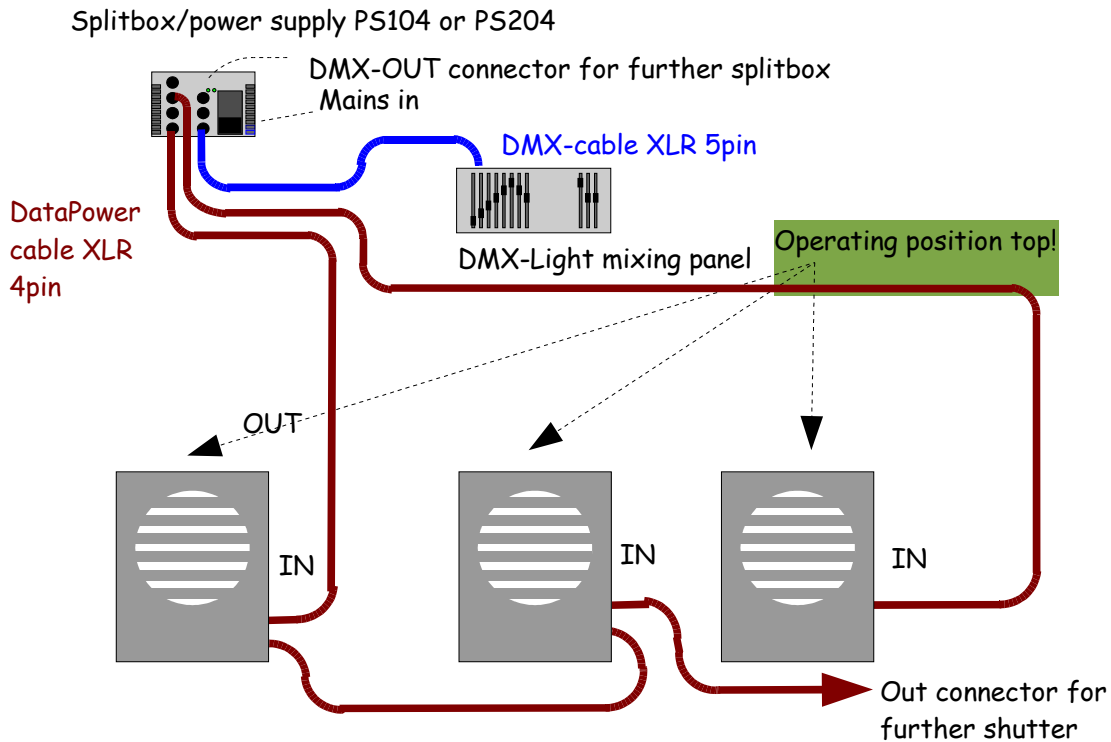 Splitbox/power supply PS104 or PS204
DMX-OUT connector for further splitbox
Mains in
DMX-cable XLR 5pin
DataPower
cable XLR
4pin
DMX-Light mixing panel
Operating position top!
OUT
IN
IN
IN
Out connector for
further shutter